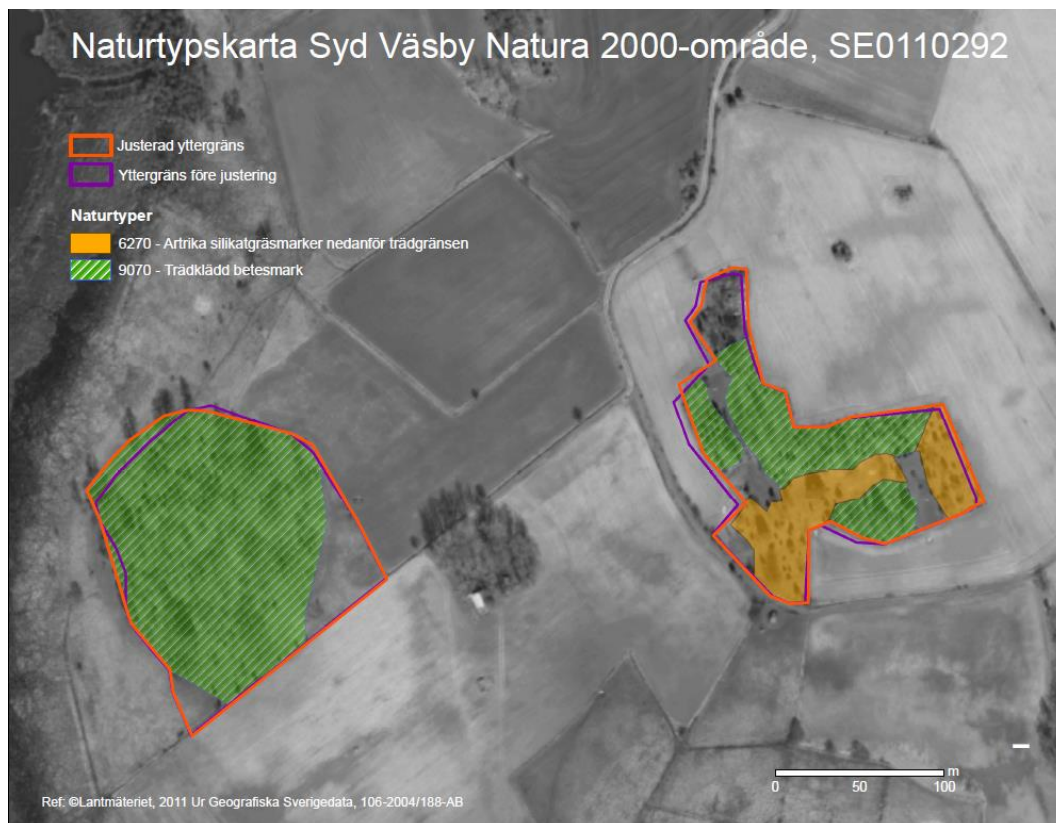 Naturtypskarta Syd Väsby Natura 2000-område, SE0110292
Justerad yttergräns
Yttergräns före justering
Naturtyper
6270 - Artrika silikatgräsmarker nedanför trädgränsen
9070 - Trädklädd betesmark
m
0 50 100
Ref: ©Lantmäteriet, 2011 Ur Geografiska Sverigedata, 106-2004/188-AB